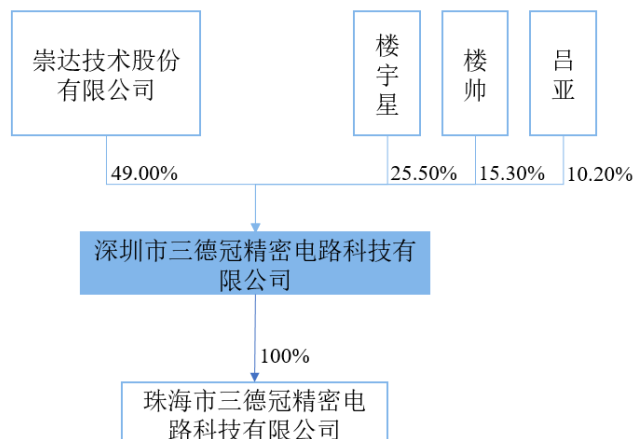 崇达技术股份
有限公司
楼宇星
楼帅
吕亚
49.00%
25.50%
15.30%
10.20%
深圳市三德冠精密电路科技有
限公司
100%
珠海市三德冠精密电
路科技有限公司